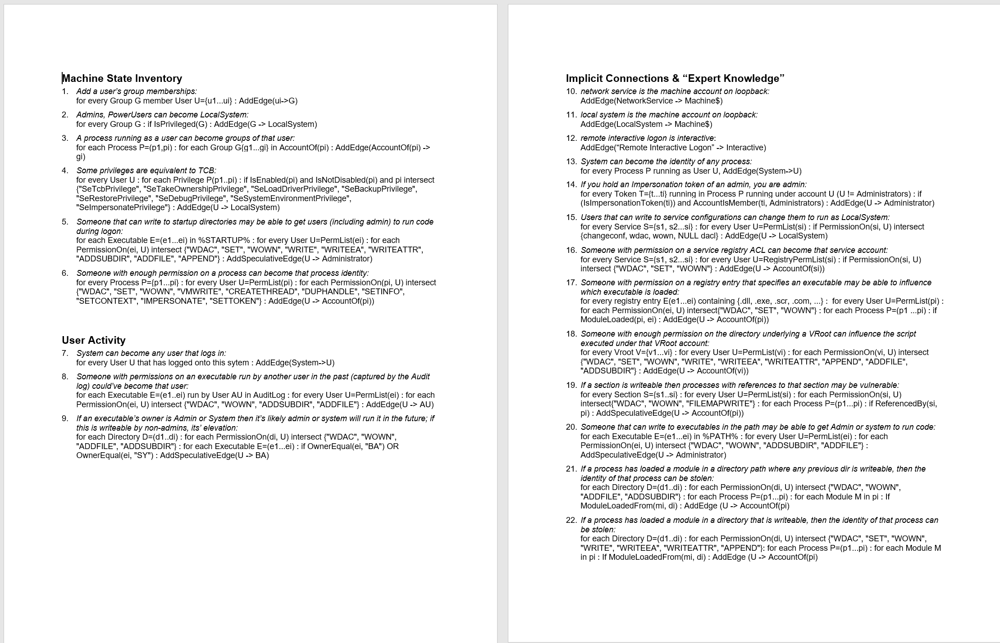 Machine State Inventory
1. Add a user’s group memberships:
for every Group G member User U={u1...ui} : AddEdge(ui->G)
2. Admins, PowerUsers can become LocalSystem:
for every Group G : if IsPrivileged(G) : AddEdge(G -> LocalSystem)
3. A process running as a user can become groups of that user:
for each Process P=(p1,pi) : for each Group G{g1...gi} in AccountOf(pi) : AddEdge(AccountOf(pi) ->
gi)
4. Some privileges are equivalent to TCB:
for every User U : for each Privilege P(p1..pi) : if IsEnabled(pi) and IsNotDisabled(pi) and pi intersect
{"SeTcbPrivilege", "SeTakeOwnershipPrivilege", "SeLoadDriverPrivilege", "SeBackupPrivilege",
"SeRestorePrivilege", "SeDebugPrivilege", "SeSystemEnvironmentPrivilege",
"SeImpersonatePrivilege"} : AddEdge(U -> LocalSystem)
5. Someone that can write to startup directories may be able to get users (including admin) to run code
during logon:
for each Executable E=(e1...ei) in %STARTUP% : for every User U=PermList(ei) : for each
PermissionOn(ei, U) intersect {"WDAC", "SET", "WOWN", "WRITE", "WRITEEA", "WRITEATTR",
"ADDSUBDIR", "ADDFILE", "APPEND"} : AddSpeculativeEdge(U -> Administrator)
6. Someone with enough permission on a process can become that process identity:
for every Process P={p1...pi} : for every User U=PermList(pi) : for each PermissionOn(pi, U) intersect
{"WDAC", "SET", "WOWN", "VMWRITE", "CREATETHREAD", "DUPHANDLE", "SETINFO",
"SETCONTEXT", "IMPERSONATE", "SETTOKEN"} : AddEdge(U -> AccountOf(pi))
User Activity
7. System can become any user that logs in:
for every User U that has logged onto this sytem : AddEdge(System->U)
8. Someone with permissions on an executable run by another user in the past (captured by the Audit
log) could’ve become that user:
for each Executable E=(e1..ei) run by User AU in AuditLog : for every User U=PermList(ei) : for each
PermissionOn(ei, U) intersect {"WDAC", "WOWN", "ADDSUBDIR", "ADDFILE"} : AddEdge(U -> AU)
9. If an executable’s owner is Admin or System then it’s likely admin or system will run it in the future; if
this is writeable by non-admins, its’ elevation:
for each Directory D=(d1..di) : for each PermissionOn(di, U) intersect {"WDAC", "WOWN",
"ADDFILE", "ADDSUBDIR"} : for each Executable E=(e1...ei) : if OwnerEqual(ei, "BA") OR
OwnerEqual(ei, "SY") : AddSpeculativeEdge(U -> BA)
Implicit Connections & “Expert Knowledge”
10. network service is the machine account on loopback:
AddEdge(NetworkService -> Machine$)
11. local system is the machine account on loopback:
AddEdge(LocalSystem -> Machine$)
12. remote interactive logon is interactive:
AddEdge(“Remote Interactive Logon” -> Interactive)
13. System can become the identity of any process:
for every Process P running as User U, AddEdge(System->U)
14. If you hold an Impersonation token of an admin, you are admin:
for every Token T={t...ti} running in Process P running under account U (U != Administrators) : if
(IsImpersonationToken(ti)) and AccountIsMember(ti, Administrators) : AddEdge(U -> Administrator)
15. Users that can write to service configurations can change them to run as LocalSystem:
for every Service S={s1, s2...si} : for every User U=PermList(si) : if PermissionOn(si, U) intersect
{changeconf, wdac, wown, NULL dacl} : AddEdge(U -> LocalSystem)
16. Someone with permission on a service registry ACL can become that service account:
for every Service S={s1, s2...si} : for every User U=RegistryPermList(si) : if PermissionOn(si, U)
intersect {"WDAC", "SET", "WOWN"} : AddEdge(U -> AccountOf(si))
17. Someone with permission on a registry entry that specifies an executable may be able to influence
which executable is loaded:
for every registry entry E(e1...ei) containing {.dll, .exe, .scr, .com, ...} :  for every User U=PermList(pi) :
for each PermissionOn(ei, U) intersect{"WDAC", "SET", "WOWN"} : for each Process P=(p1 ...pi) : if
ModuleLoaded(pi, ei) : AddEdge(U -> AccountOf(pi))
18. Someone with enough permission on the directory underlying a VRoot can influence the script
executed under that VRoot account:
for every Vroot V={v1...vi} : for every User U=PermList(vi) : for each PermissionOn(vi, U) intersect
{"WDAC", "SET", "WOWN", "WRITE", "WRITEEA", "WRITEATTR", "APPEND", "ADDFILE",
"ADDSUBDIR"} : AddEdge(U -> AccountOf(vi))
19. If a section is writeable then processes with references to that section may be vulnerable:
for every Section S={s1..si} : for every User U=PermList(si) : for each PermissionOn(si, U)
intersect{"WDAC", "WOWN", "FILEMAPWRITE"} : for each Process P=(p1...pi) : if ReferencedBy(si,
pi) : AddSpeculativeEdge(U -> AccountOf(pi))
20. Someone that can write to executables in the path may be able to get Admin or system to run code:
for each Executable E=(e1...ei) in %PATH% : for every User U=PermList(ei) : for each
PermissionOn(ei, U) intersect {"WDAC", "WOWN", "ADDSUBDIR", "ADDFILE"} :
AddSpeculativeEdge(U -> Administrator)
21. If a process has loaded a module in a directory path where any previous dir is writeable, then the
identity of that process can be stolen:
for each Directory D=(d1..di) : for each PermissionOn(di, U) intersect {"WDAC", "WOWN",
"ADDFILE", "ADDSUBDIR"} : for each Process P=(p1...pi) : for each Module M in pi : If
ModuleLoadedFrom(mi, di) : AddEdge (U -> AccountOf(pi)
22. If a process has loaded a module in a directory that is writeable, then the identity of that process can
be stolen:
for each Directory D=(d1..di) : for each PermissionOn(di, U) intersect {"WDAC", "SET", "WOWN",
"WRITE", "WRITEEA", "WRITEATTR", "APPEND"}: for each Process P=(p1...pi) : for each Module M
in pi : If ModuleLoadedFrom(mi, di) : AddEdge (U -> AccountOf(pi)